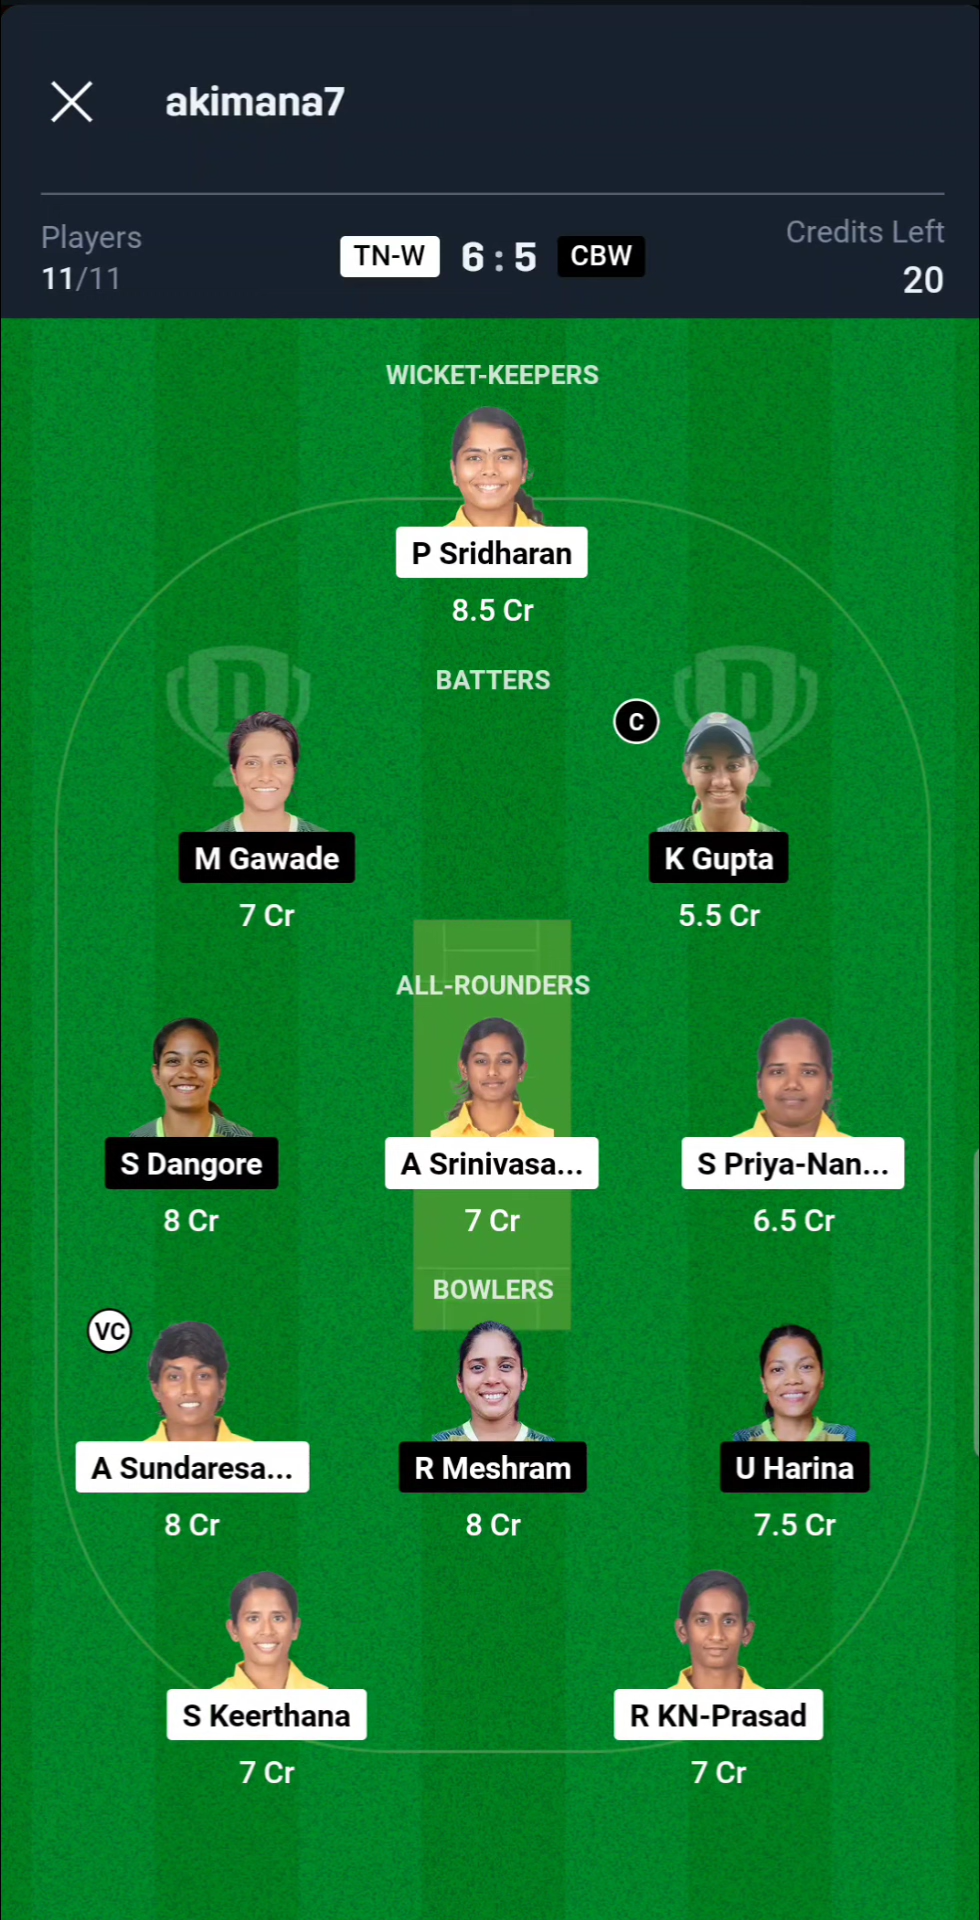 akimana7
Players
11/11
TN-W 6 : 5 CBW
Credits Left
20
WICKET-KEEPERS
P Sridharan
8.5 Cr
BATTERS
C
M Gawade
7 Cr
K Gupta
5.5 Cr
ALL-ROUNDERS
S Dangore
8 Cr
A Srinivasa...
7 Cr
S Priya-Nan...
6.5 Cr
BOWLERS
VC
A Sundaresa...
8 Cr
R Meshram
8 Cr
U Harina
7.5 Cr
S Keerthana
7 Cr
R KN-Prasad
7 Cr